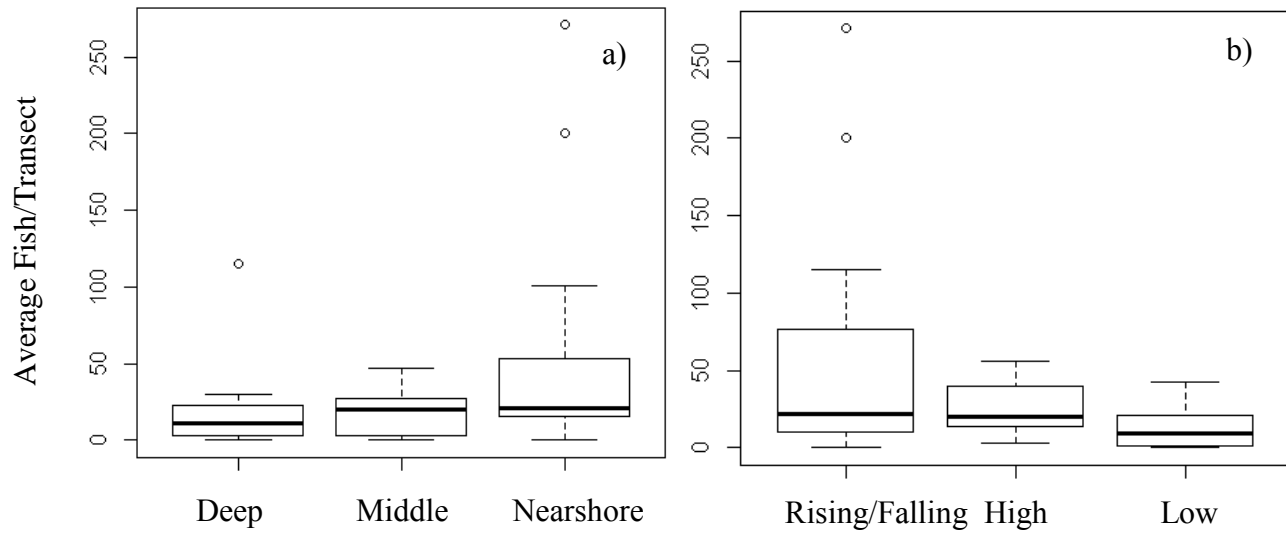 Average Fish/Transect
a)
250
200
150
100
50
0
Deep Middle Nearshore
b)
250
200
150
100
50
0
Rising/Falling High Low